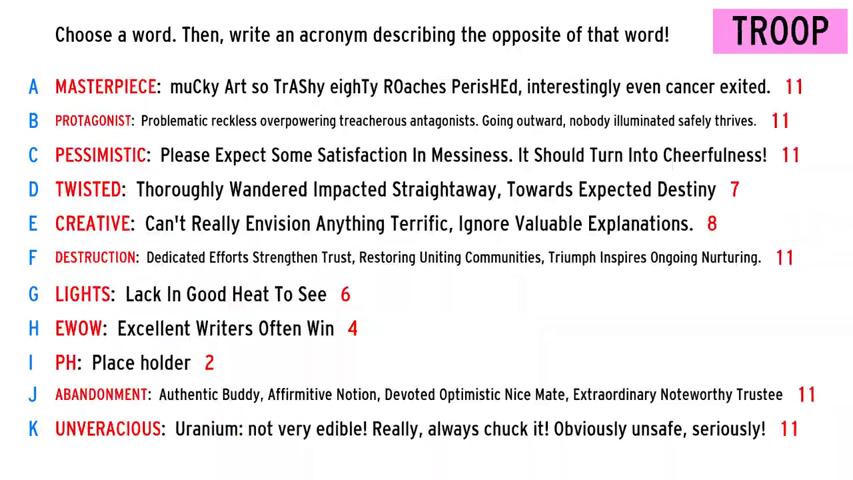 Choose a word. Then, write an acronym describing the opposite of that word!
TROOP
A MASTERPIECE: muCky Art so TrAShy eighTy ROaches PerisHEd, interestingly even cancer exited. 11
B PROTAGONIST: Problematic reckless overpowering treacherous antagonists. Going outward, nobody illuminated safely thrives. 11
C PESSIMISTIC: Please Expect Some Satisfaction In Messiness. It Should Turn Into Cheerfulness! 11
D TWISTED: Thoroughly Wandered Impacted Straightaway, Towards Expected Destiny 7
E CREATIVE: Can't Really Envision Anything Terrific, Ignore Valuable Explanations. 8
F DESTRUCTION: Dedicated Efforts Strengthen Trust, Restoring Uniting Communities, Triumph Inspires Ongoing Nurturing. 11
G LIGHTS: Lack In Good Heat To See 6
H EWOW: Excellent Writers Often Win 4
I PH: Place holder 2
J ABANDONMENT: Authentic Buddy, Affirmitive Notion, Devoted Optimistic Nice Mate, Extraordinary Noteworthy Trustee 11
K UNVERACIOUS: Uranium: not very edible! Really, always chuck it! Obviously unsafe, seriously! 11